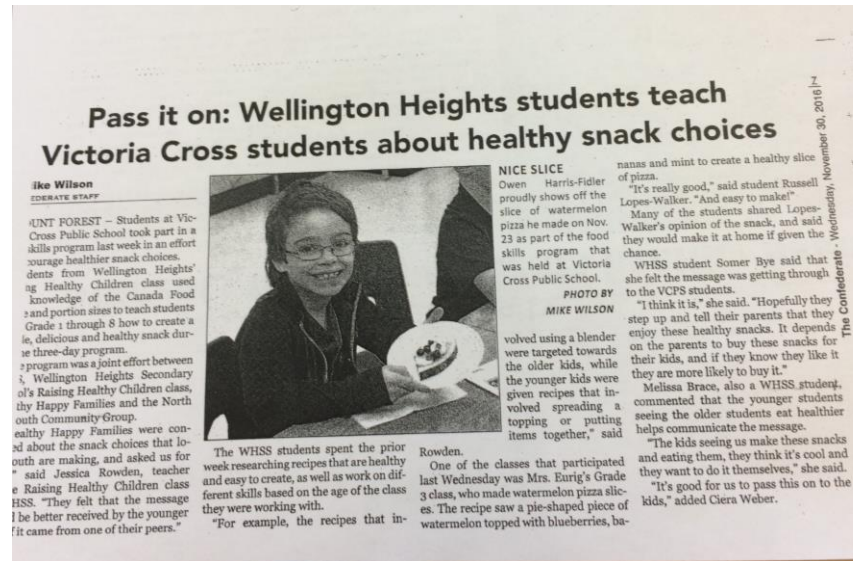 Pass it on: Wellington Heights students teach
Victoria Cross students about healthy snack choices
ike Wilson
EDERATE STAFF
UNT FOREST – Students at Vic-
Cross Public School took part in a
kills program last week in an effort
courage healthier snack choices.
dents from Wellington Heights'
ng Healthy Children class used
knowledge of the Canada Food
and portion sizes to teach students
Grade 1 through 8 how to create a
le, delicious and healthy snack dur-
e three-day program.
program was a joint effort between
, Wellington Heights Secondary
ol's Raising Healthy Children class,
thy Happy Families and the North
outh Community Group.
ealthy Happy Families were con-
ed about the snack choices that lo-
outh are making, and asked us for
" said Jessica Rowden, teacher
e Raising Healthy Children class
HSS. "They felt that the message
be better received by the younger
it came from one of their peers."
The WHSS students spent the prior
week researching recipes that are healthy
and easy to create, as well as work on dif-
ferent skills based on the age of the class
they were working with.
"For example, the recipes that in-
NICE SLICE
Owen Harris-Fidler
proudly shows off the
slice of watermelon
pizza he made on Nov.
23 as part of the food
skills program that
was held at Victoria
Cross Public School.
PHOTO BY
MIKE WILSON
volved using a blender
were targeted towards
the older kids, while
the younger kids were
given recipes that in-
volved spreading a
topping or putting
items together," said
Rowden.
One of the classes that participated
last Wednesday was Mrs. Eurig's Grade
3 class, who made watermelon pizza slic-
es. The recipe saw a pie-shaped piece of
watermelon topped with blueberries, ba-
nanas and mint to create a healthy slice
of pizza.
"It's really good," said student Russell
Lopes-Walker. "And easy to make!"
Many of the students shared Lopes-
Walker's opinion of the snack, and said
they would make it at home if given the
chance.
WHSS student Somer Bye said that
she felt the message was getting through
to the VCPS students.
"I think it is," she said. "Hopefully they
step up and tell their parents that they
enjoy these healthy snacks. It depends
on the parents to buy these snacks for
their kids, and if they know they like it
they are more likely to buy it."
Melissa Brace, also a WHSS student,
commented that the younger students
seeing the older students eat healthier
helps communicate the message.
"The kids seeing us make these snacks
and eating them, they think it's cool and
they want to do it themselves," she said.
"It's good for us to pass this on to the
kids," added Ciera Weber.
The Confederate - Wednesday, November 30, 2016 | 7